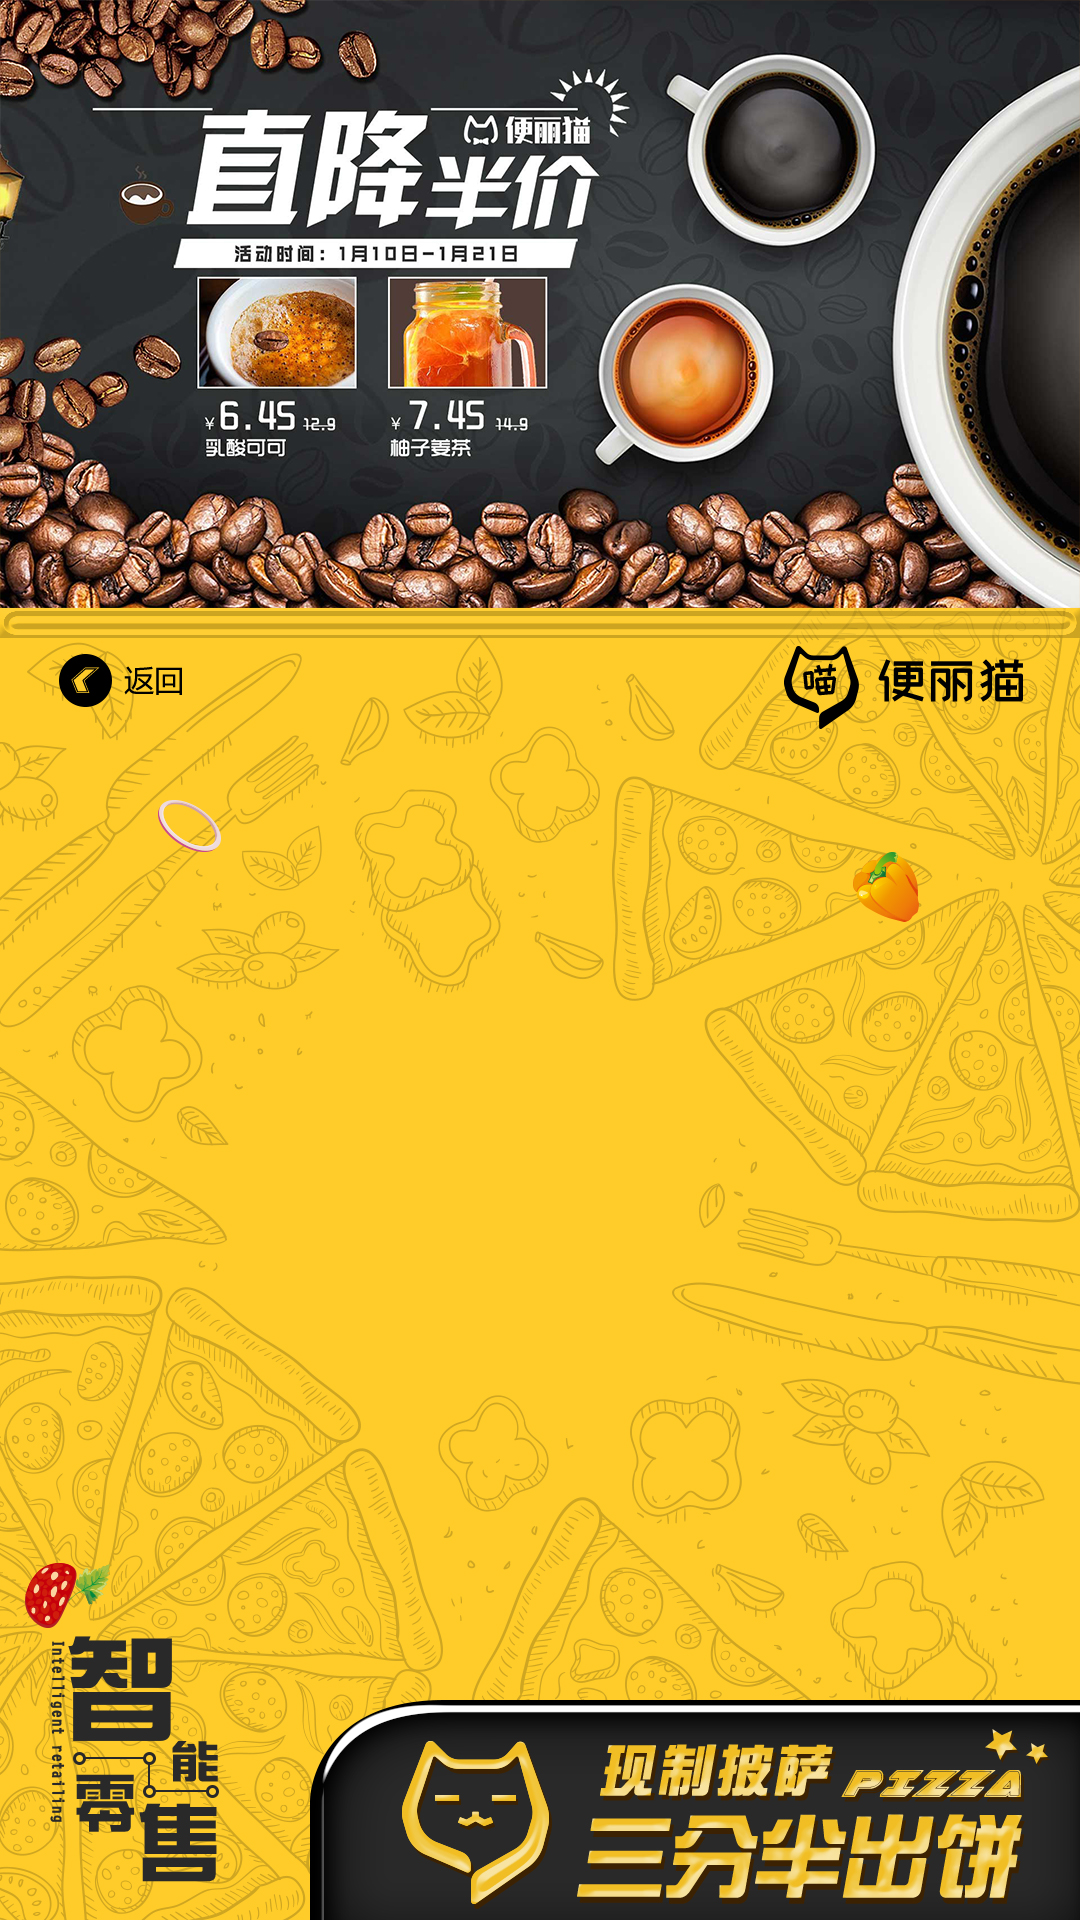 便丽猫
直降半价
活动时间：1月10日-1月21日
¥6.45 12.9
乳酸可可
¥7.45 14.9
柚子姜茶
返回
喵 便丽猫
智能零售
Intelligent retailing
现制披萨 PIZZA
三分半出饼